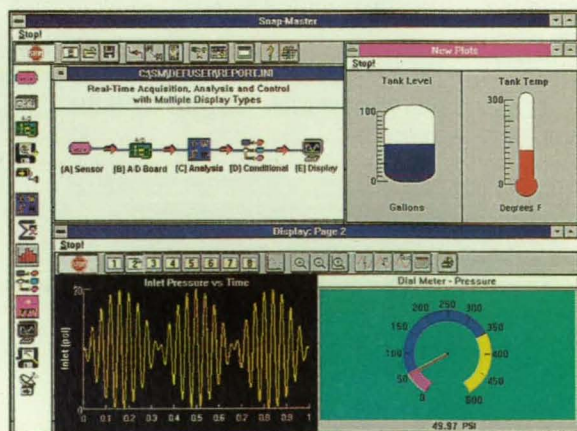 Snap-Master
Stop!
STOP
C:\SM\DEFUSER\REPORT.INI
Real-Time Acquisition, Analysis and Control
with Multiple Display Types
[A] Sensor
[B] A-D Board
[C] Analysis
[D] Conditional
[E] Display
New Plots
Stop!
Tank Level
100
0
Gallons
Tank Temp
300
0
Degrees F
Display: Page 2
Stop!
STOP
1 2 3 4 5 6 7 8
Inlet Pressure vs Time
Inlet (psi)
0 0.1 0.2 0.3 0.4 0.5 0.6 0.7 0.8 0.9 1
Dial Meter - Pressure
0
50
100
150
200
250
300
350
400
450
500
49.97 PSI